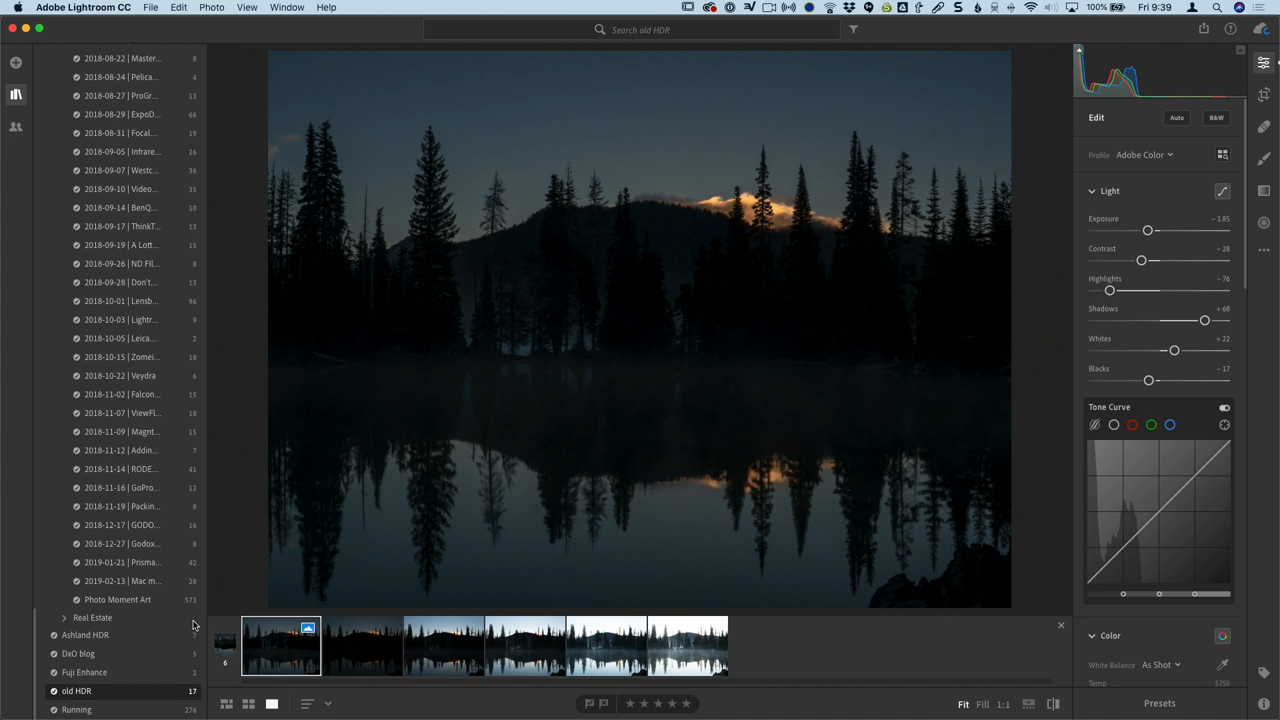 Adobe Lightroom CC File Edit Photo View Window Help 100% Fri 9:39
Search old HDR
2018-08-22 | Master... 8
2018-08-24 | Pelica... 4
2018-08-27 | ProGr... 13
2018-08-29 | ExpoD... 66
2018-08-31 | Focal... 19
2018-09-05 | Infrare... 26
2018-09-07 | Westc... 36
2018-09-10 | Video... 35
2018-09-14 | BenQ... 10
2018-09-17 | ThinkT... 13
2018-09-19 | A Lott... 15
2018-09-26 | ND FIl... 8
2018-09-28 | Don't... 13
2018-10-01 | Lensb... 96
2018-10-03 | Lightr... 9
2018-10-05 | Leica... 2
2018-10-15 | Zomei... 18
2018-10-22 | Veydra 6
2018-11-02 | Falcon... 15
2018-11-07 | ViewFl... 18
2018-11-09 | Magnt... 15
2018-11-12 | Addin... 7
2018-11-14 | RODE... 41
2018-11-16 | GoPro... 12
2018-11-19 | Packin... 8
2018-12-17 | GODO... 16
2018-12-27 | Godox... 8
2019-01-21 | Prisma... 42
2019-02-13 | Mac m... 28
Photo Moment Art 573
Real Estate
Ashland HDR 7
DxO blog 5
Fuji Enhance 2
old HDR 17
Running 276
6
Fit Fill 1:1
Edit Auto B&W
Profile Adobe Color
Light
Exposure − 1.85
Contrast − 28
Highlights − 76
Shadows + 68
Whites + 22
Blacks − 17
Tone Curve
Color
White Balance As Shot
Temp 5750
Presets